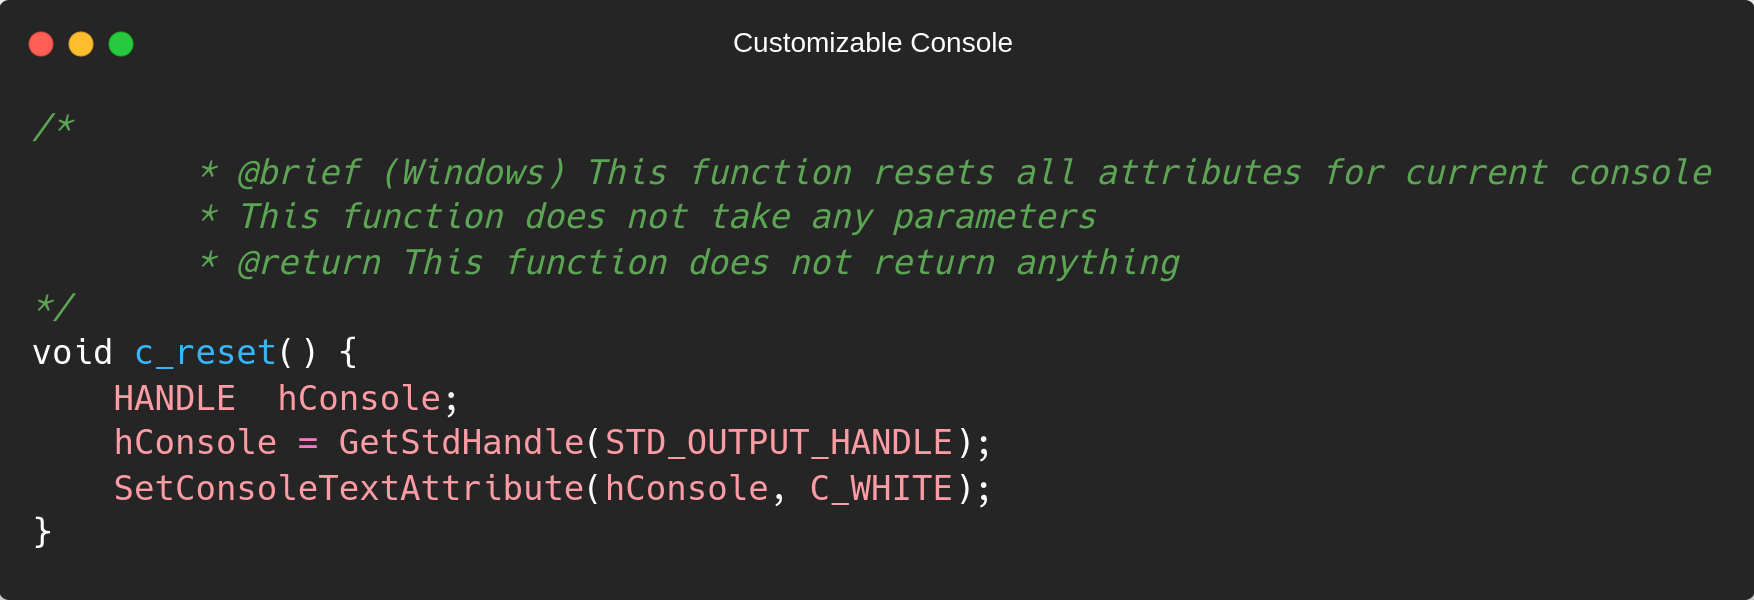 Customizable Console
/*
        * @brief (Windows) This function resets all attributes for current console
        * This function does not take any parameters
        * @return This function does not return anything
*/
void c_reset() {
    HANDLE  hConsole;
    hConsole = GetStdHandle(STD_OUTPUT_HANDLE);
    SetConsoleTextAttribute(hConsole, C_WHITE);
}